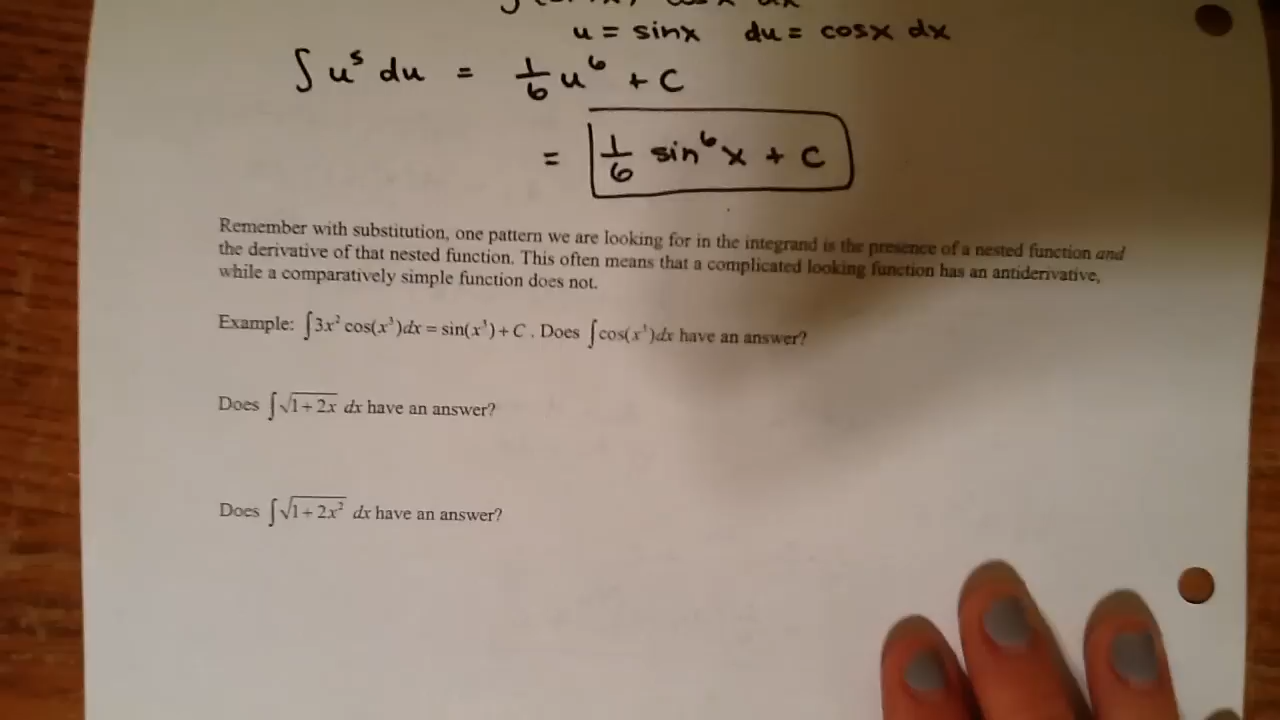 u = sinx du = cosx dx
∫ u⁵ du = 1/6 u⁶ + C
= 1/6 sin⁶ x + C
Remember with substitution, one pattern we are looking for in the integrand is the presence of a nested function and
the derivative of that nested function. This often means that a complicated looking function has an antiderivative,
while a comparatively simple function does not.
Example: ∫3x² cos(x³)dx = sin(x³) + C . Does ∫cos(x³)dx have an answer?
Does ∫√(1+2x) dx have an answer?
Does ∫√(1+2x²) dx have an answer?